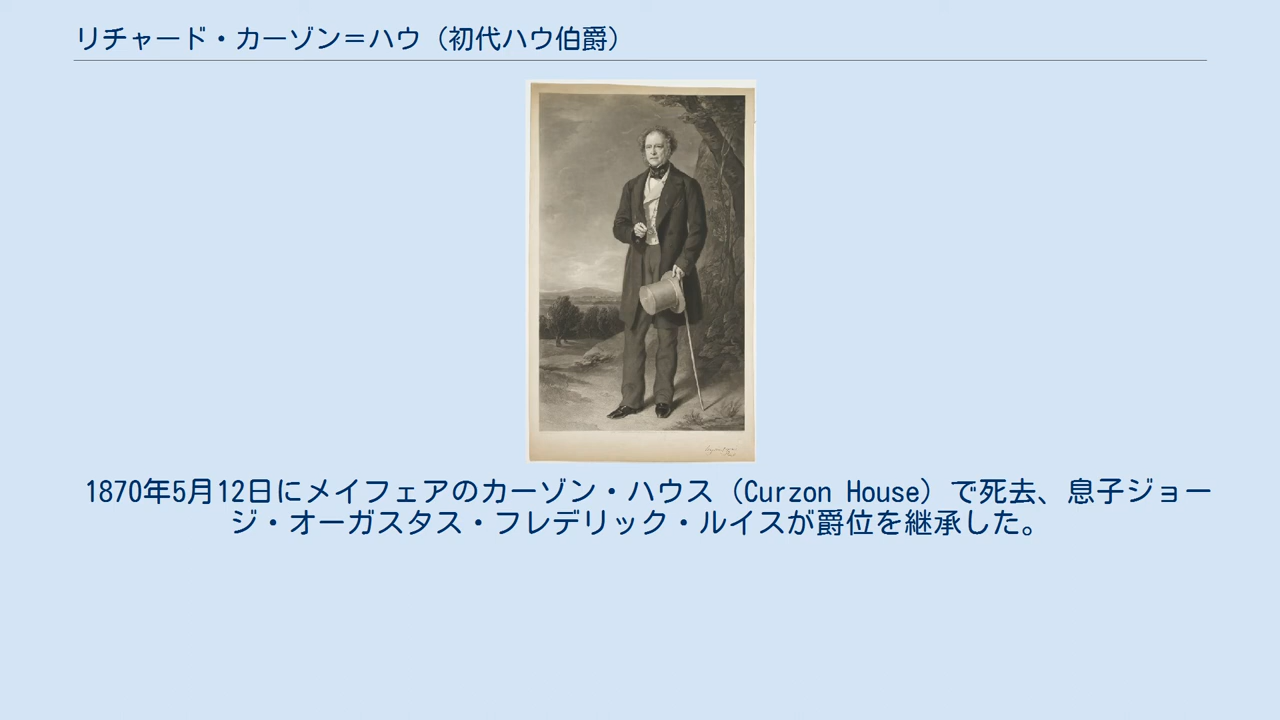 リチャード・カーゾン＝ハウ（初代ハウ伯爵）
1870年5月12日にメイフェアのカーゾン・ハウス（Curzon House）で死去、息子ジョー
ジ・オーガスタス・フレデリック・ルイスが爵位を継承した。